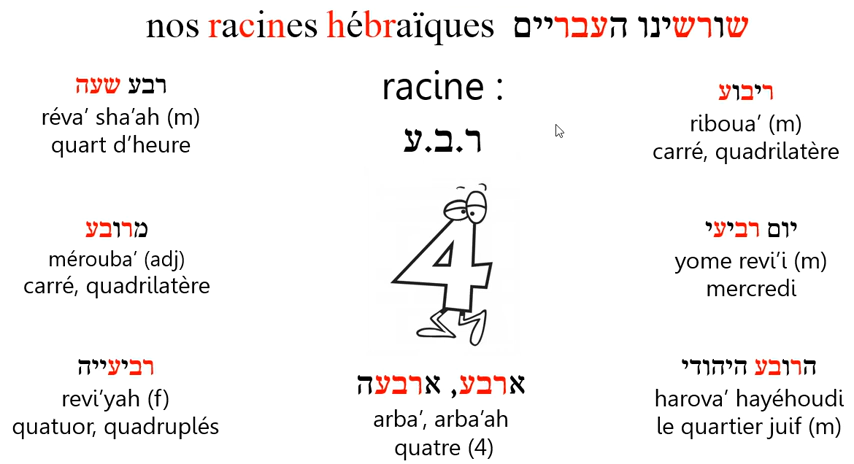 nos racines hébraïques שורשינו העבריים
רבע שעה
réva’ sha’ah (m)
quart d’heure
racine :
ר.ב.ע
ריבוע
riboua’ (m)
carré, quadrilatère
מרובע
mérouba’ (adj)
carré, quadrilatère
4
יום רביעי
yome revi’i (m)
mercredi
רביעייה
revi’yah (f)
quatuor, quadruplés
ארבע, ארבעה
arba’, arba’ah
quatre (4)
הרובע היהודי
harova’ hayéhoudi
le quartier juif (m)